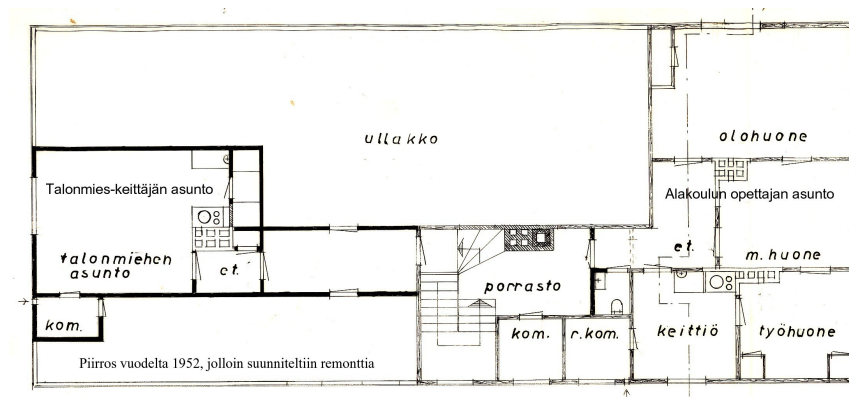 ullakko
olohuone
Talonmies-keittäjän asunto
Alakoulun opettajan asunto
talonmiehen
asunto
et.
et.
m.huone
porrasto
kom.
kom.
r.kom.
keittiö
työhuone
Piirros vuodelta 1952, jolloin suunniteltiin remonttia